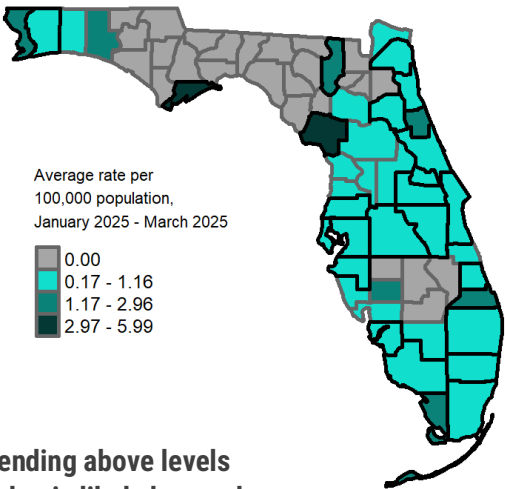 Average rate per
100,000 population,
January 2025 - March 2025
0.00
0.17 - 1.16
1.17 - 2.96
2.97 - 5.99
ending above levels